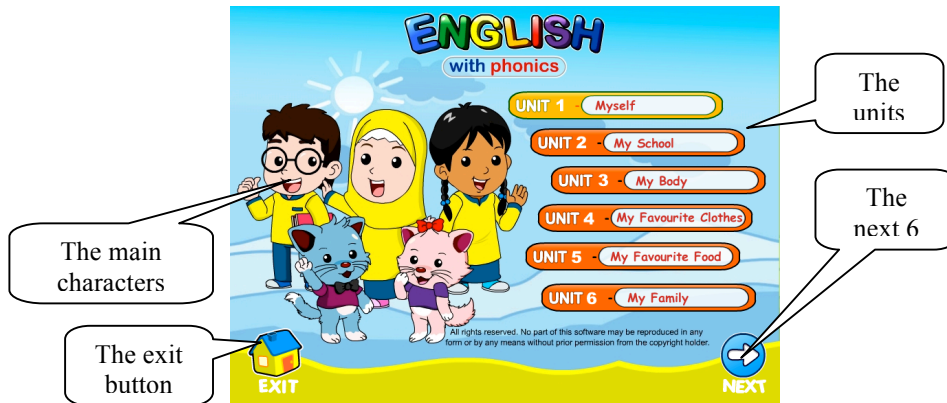 ENGLISH
with phonics
UNIT 1 - Myself
UNIT 2 - My School
UNIT 3 - My Body
UNIT 4 - My Favourite Clothes
UNIT 5 - My Favourite Food
UNIT 6 - My Family
The
units
The
next 6
The main
characters
The exit
button
All rights reserved. No part of this software may be reproduced in any
form or by any means without prior permission from the copyright holder.
EXIT
NEXT